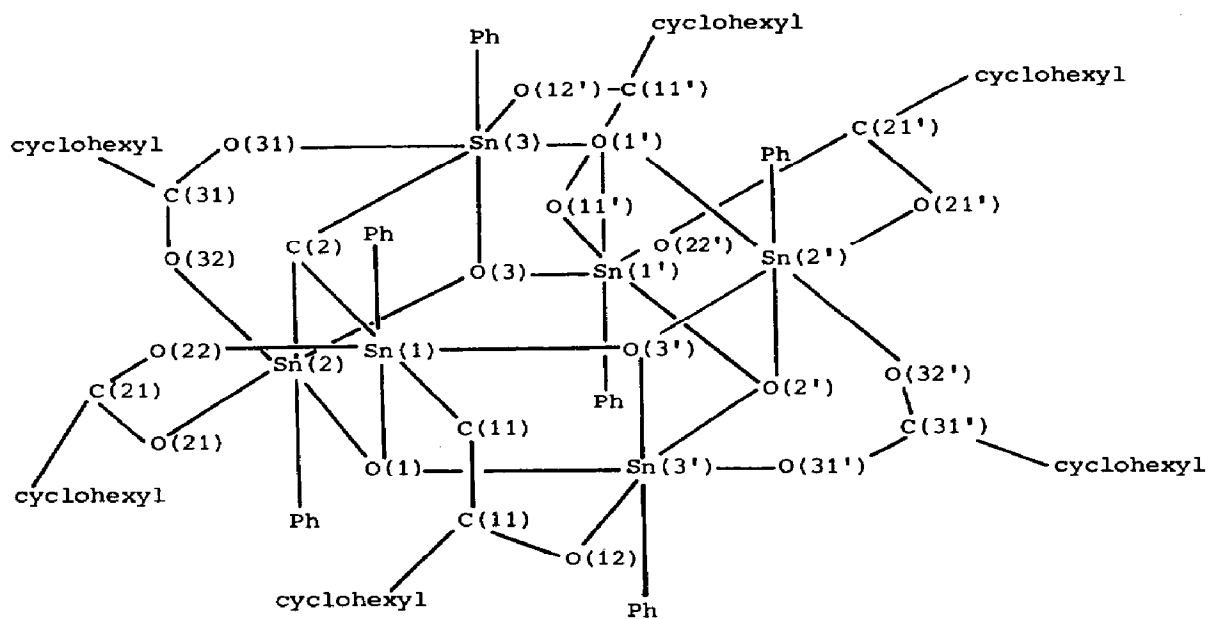 cyclohexyl
Ph
O(12') C(11')
cyclohexyl
cyclohexyl
O(31)
Sn(3)
O(1')
C(21')
Ph
C(31)
O(11')
O(21')
O(32)
C(2)
Ph
O(22')
O(3)
Sn(1')
Sn(2')
O(22)
Sn(2)
Sn(1)
O(3')
O(32')
C(21)
Ph
O(2')
O(21)
C(11)
C(31')
O(1)
Sn(3')
O(31')
cyclohexyl
cyclohexyl
Ph
C(11)
O(12)
cyclohexyl
Ph